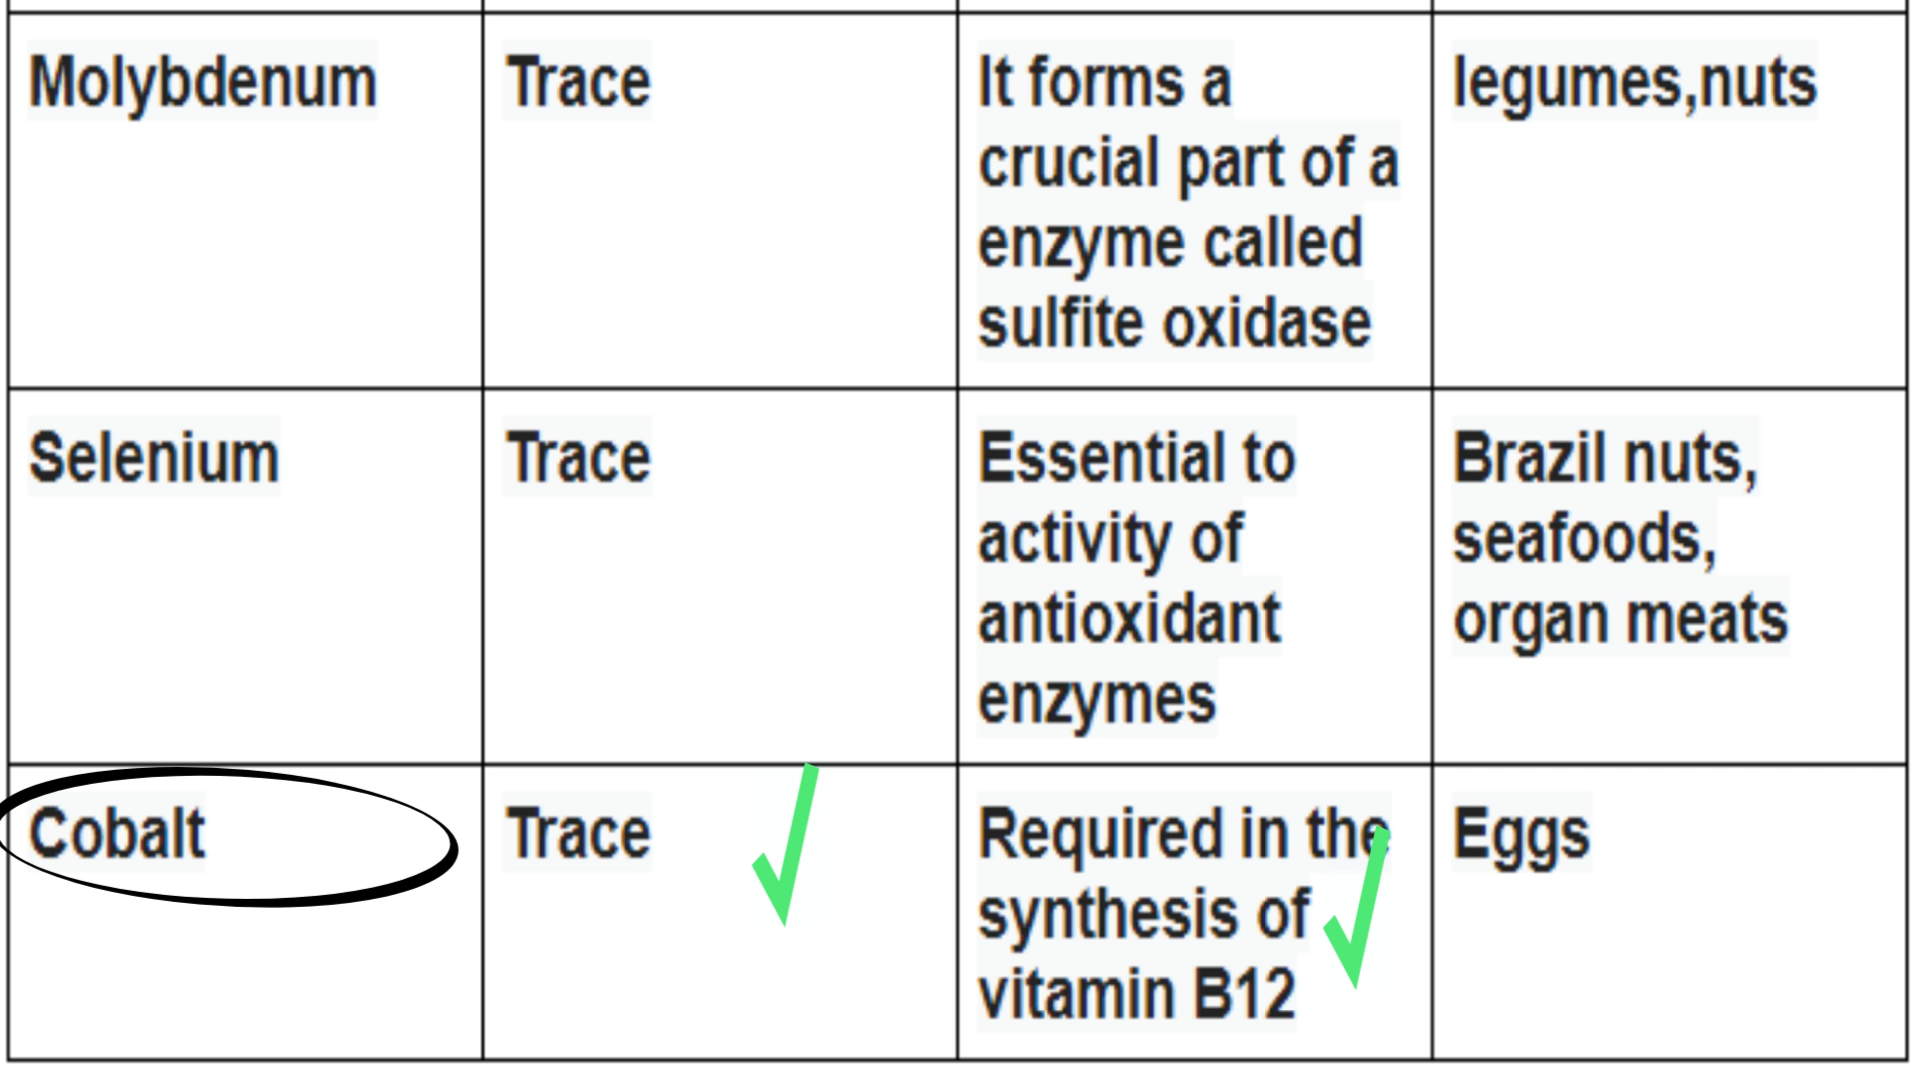 Molybdenum
Trace
It forms a
crucial part of a
enzyme called
sulfite oxidase
legumes,nuts
Selenium
Trace
Essential to
activity of
antioxidant
enzymes
Brazil nuts,
seafoods,
organ meats
Cobalt
Trace
Required in the
synthesis of
vitamin B12
Eggs